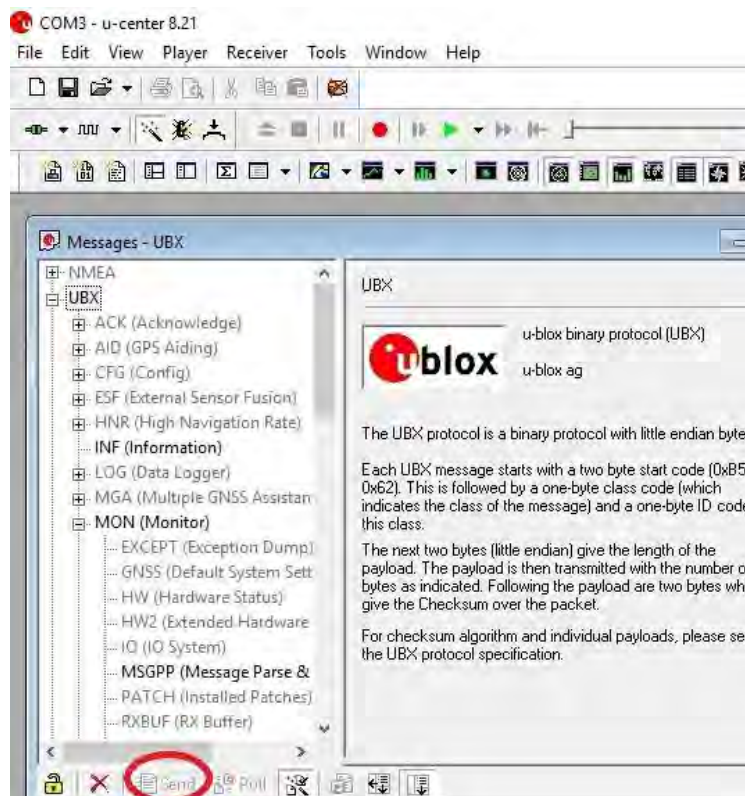 COM3 - u-center 8.21
File Edit View Player Receiver Tools Window Help
Messages - UBX
NMEA
UBX
ACK (Acknowledge)
AID (GPS Aiding)
CFG (Config)
ESF (External Sensor Fusion)
HNR (High Navigation Rate)
INF (Information)
LOG (Data Logger)
MGA (Multiple GNSS Assistan
MON (Monitor)
EXCEPT (Exception Dump)
GNSS (Default System Sett
HW (Hardware Status)
HW2 (Extended Hardware
IO (IO System)
MSGPP (Message Parse &
PATCH (Installed Patches)
RXBUF (RX Buffer)
UBX
ublox
u-blox binary protocol (UBX)
u-blox ag
The UBX protocol is a binary protocol with little endian byte
Each UBX message starts with a two byte start code (0xB5
0x62). This is followed by a one-byte class code (which
indicates the class of the message) and a one-byte ID code
this class.
The next two bytes (little endian) give the length of the
payload. The payload is then transmitted with the number o
bytes as indicated. Following the payload are two bytes wh
give the Checksum over the packet.
For checksum algorithm and individual payloads, please se
the UBX protocol specification.
Send Poll